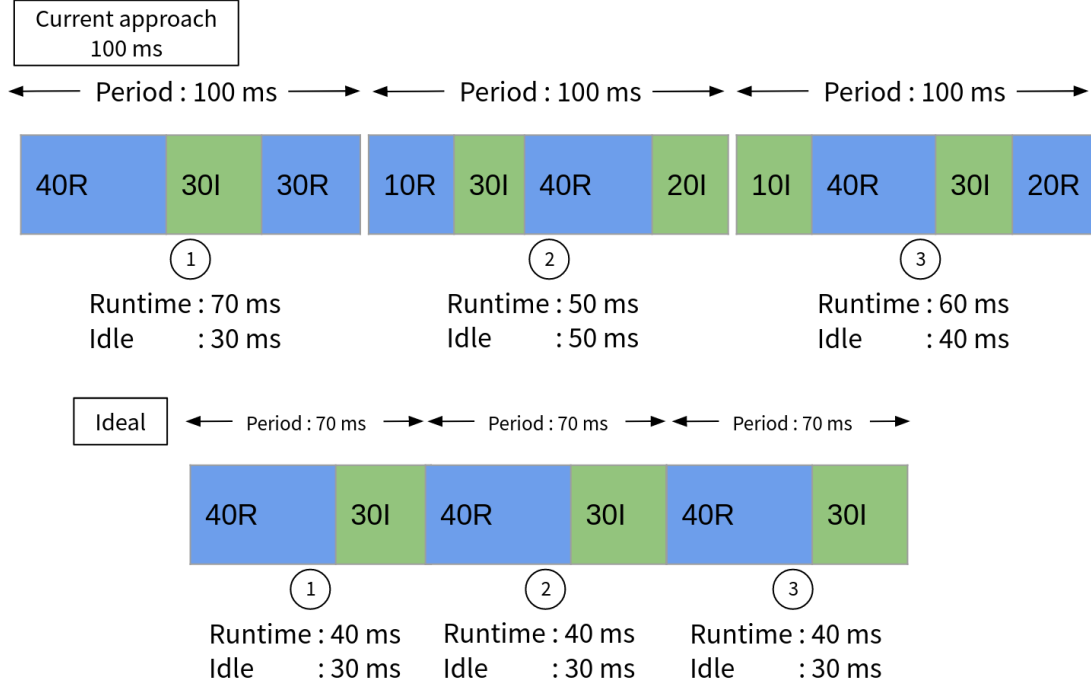 Current approach
100 ms
Period : 100 ms Period : 100 ms Period : 100 ms
40R 30I 30R 10R 30I 40R 20I 10I 40R 30I 20R
1 2 3
Runtime : 70 ms Runtime : 50 ms Runtime : 60 ms
Idle : 30 ms Idle : 50 ms Idle : 40 ms
Ideal Period : 70 ms Period : 70 ms Period : 70 ms
40R 30I 40R 30I 40R 30I
1 2 3
Runtime : 40 ms Runtime : 40 ms Runtime : 40 ms
Idle : 30 ms Idle : 30 ms Idle : 30 ms